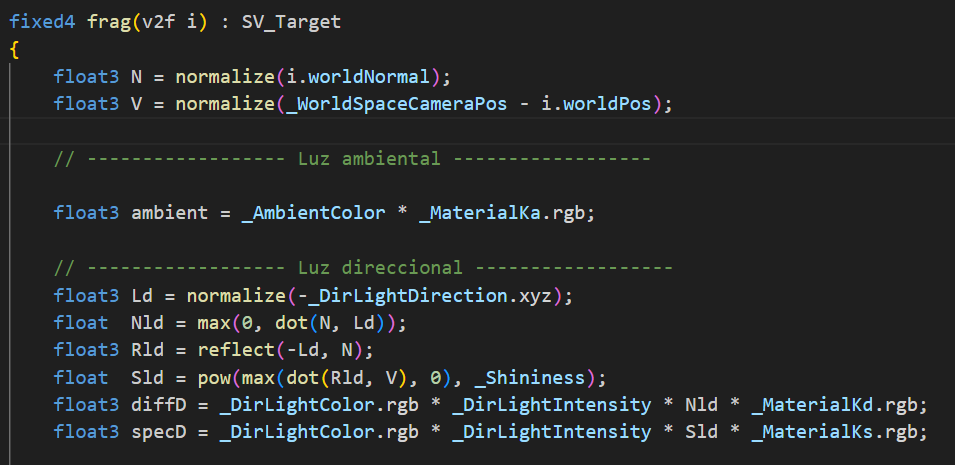 fixed4 frag(v2f i) : SV_Target
{
float3 N = normalize(i.worldNormal);
float3 V = normalize(_WorldSpaceCameraPos - i.worldPos);
// ------------------ Luz ambiental ------------------
float3 ambient = _AmbientColor * _MaterialKa.rgb;
// ------------------ Luz direccional ------------------
float3 Ld = normalize(-_DirLightDirection.xyz);
float  Nld = max(0, dot(N, Ld));
float3 Rld = reflect(-Ld, N);
float  Sld = pow(max(dot(Rld, V), 0), _Shininess);
float3 diffD = _DirLightColor.rgb * _DirLightIntensity * Nld * _MaterialKd.rgb;
float3 specD = _DirLightColor.rgb * _DirLightIntensity * Sld * _MaterialKs.rgb;